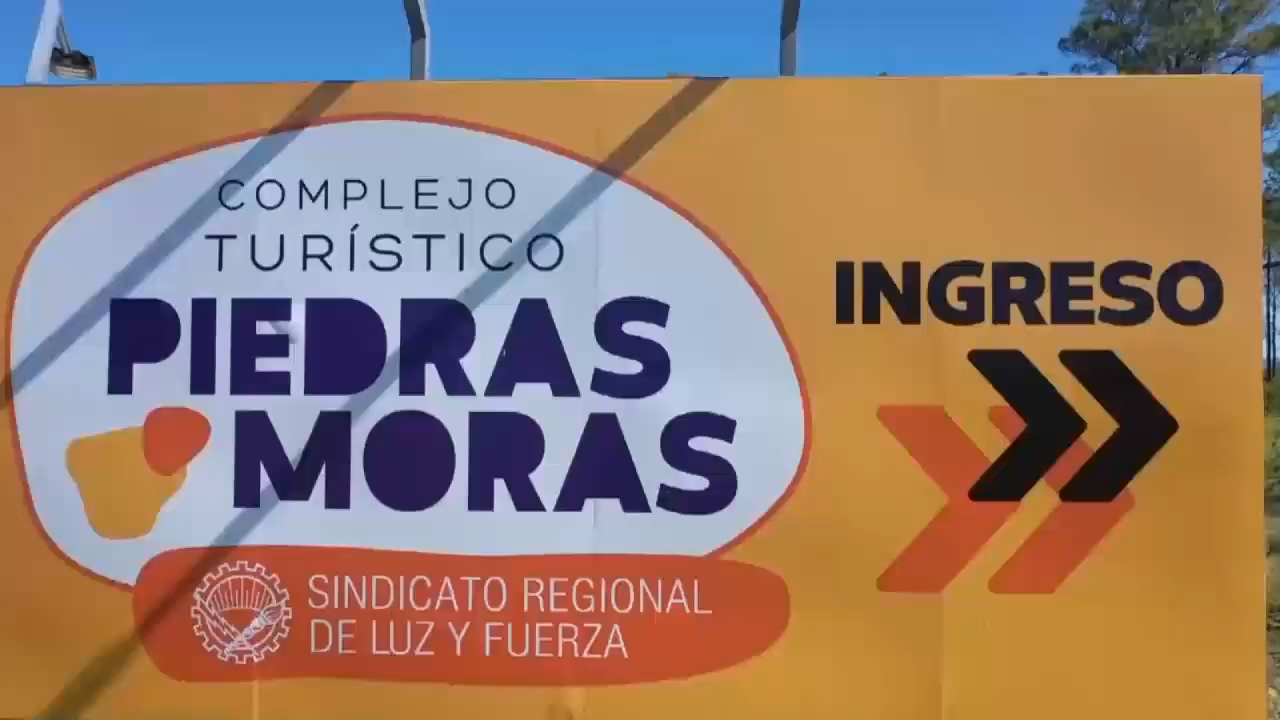 COMPLEJO
TURÍSTICO
PIEDRAS
MORAS
SINDICATO REGIONAL
DE LUZ Y FUERZA
INGRESO